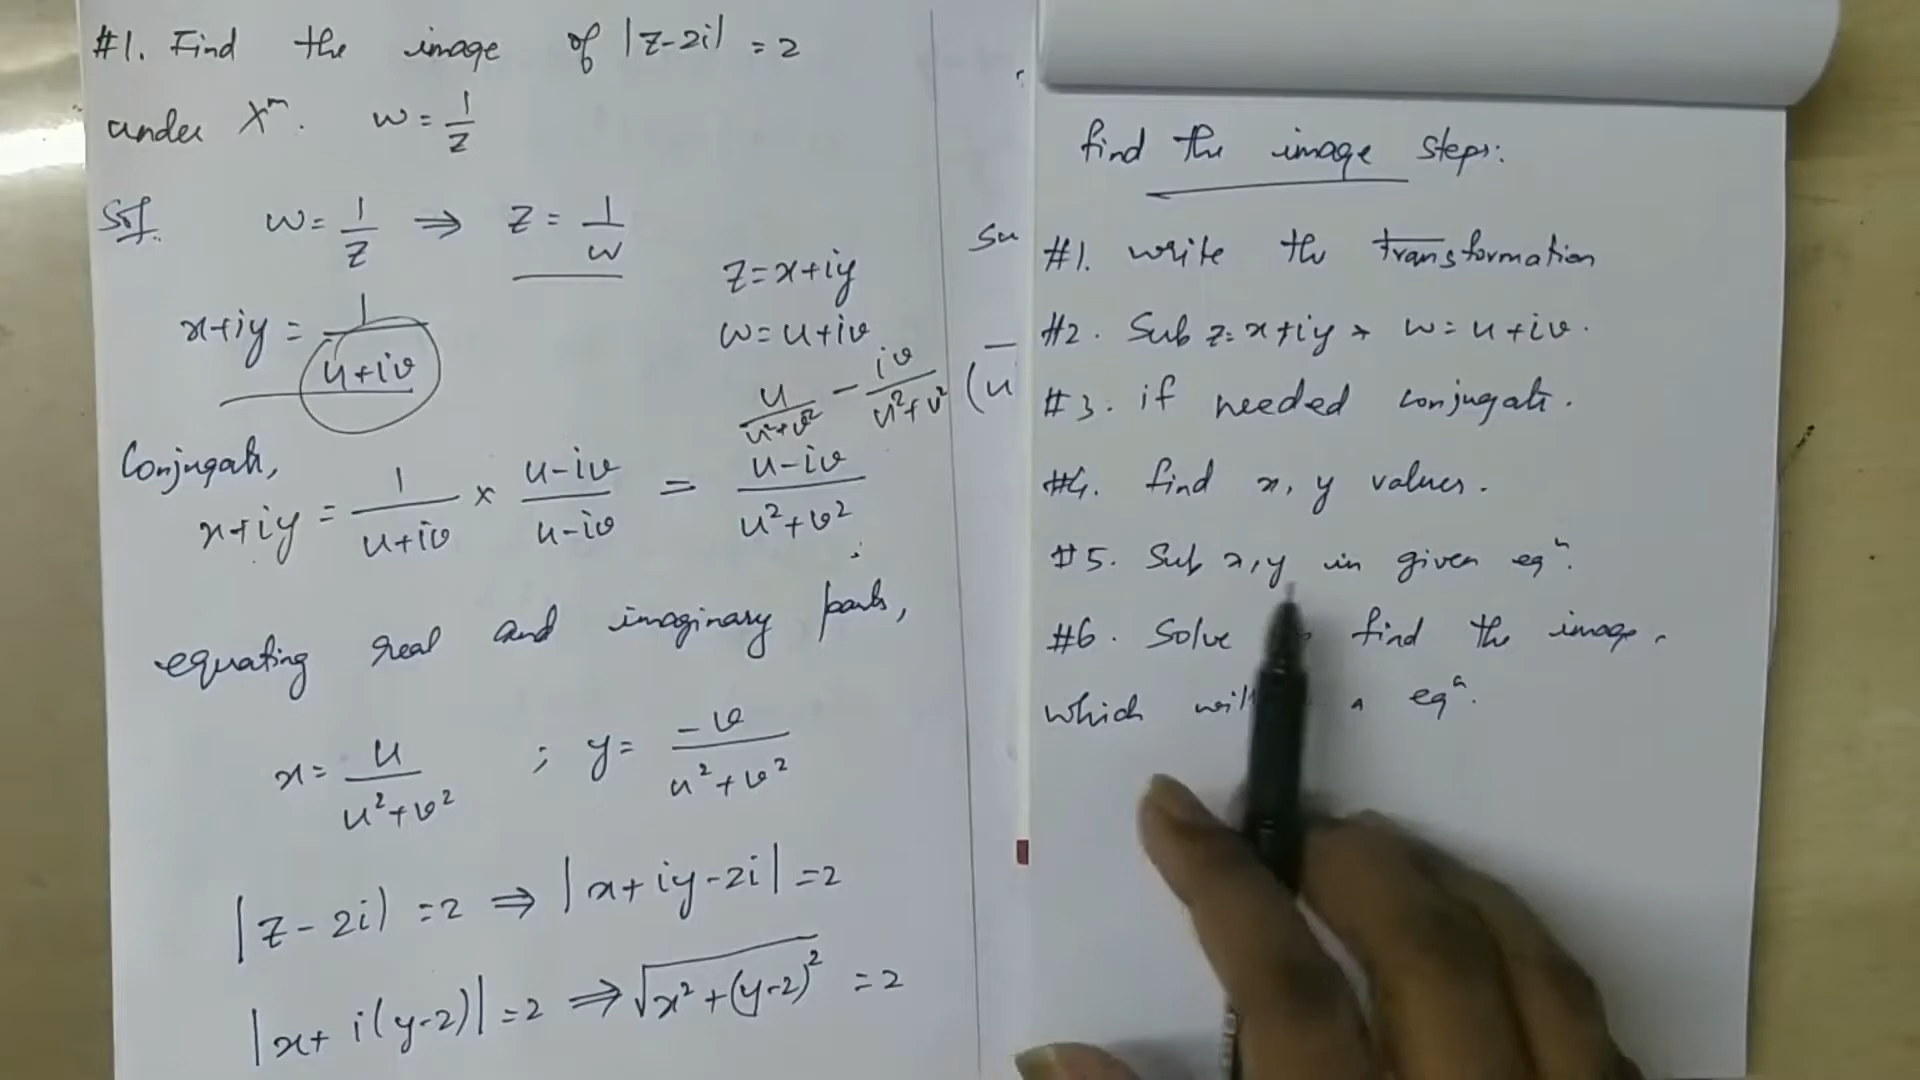 #1. Find the image of |z-2i| = 2
under X^m. w = 1/z
Sol. w = 1/z ⇒ z = 1/w
z = x+iy
w = u+iv
x+iy = 1/(u+iv)
u/(u²+v²) - iv/(u²+v²)
Conjugate,
x+iy = 1/(u+iv) × (u-iv)/(u-iv) = (u-iv)/(u²+v²)
equating real and imaginary parts,
x = u/(u²+v²) ; y = -v/(u²+v²)
|z-2i| = 2 ⇒ |x+iy-2i| = 2
|x+i(y-2)| = 2 ⇒ √(x²+(y-2)²) = 2
Su
(u
find the image steps:
#1. write the transformation
#2. Sub z = x+iy, w = u+iv.
#3. if needed conjugate.
#4. find x, y values.
#5. Sub x, y in given eqⁿ.
#6. Solve find the image.
which a eqⁿ.